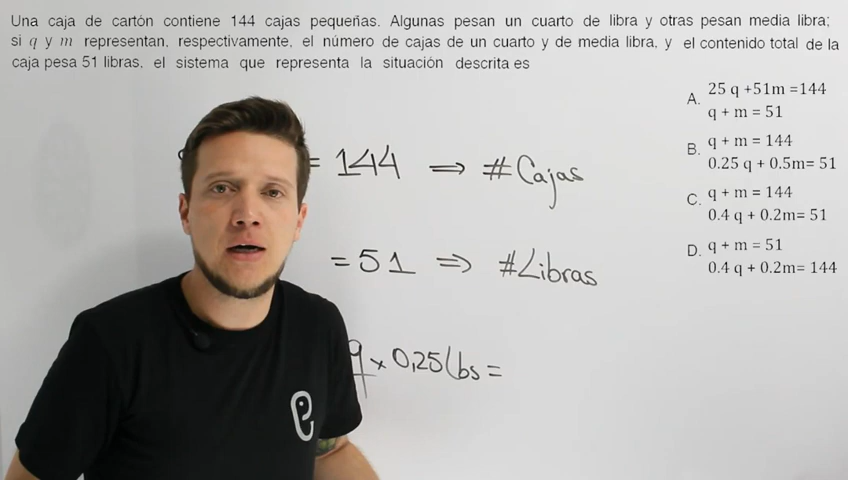 Una caja de cartón contiene 144 cajas pequeñas. Algunas pesan un cuarto de libra y otras pesan media libra;
si q y m representan, respectivamente, el número de cajas de un cuarto y de media libra, y el contenido total de la
caja pesa 51 libras, el sistema que representa la situación descrita es
A. 25 q +51m =144
q + m = 51
B. q + m = 144
0.25 q + 0.5m= 51
C. q + m = 144
0.4 q + 0.2m= 51
D. q + m = 51
0.4 q + 0.2m= 144
= 144 ⇒ #Cajas
= 51 ⇒ #Libras
q x 0,25 lbs =